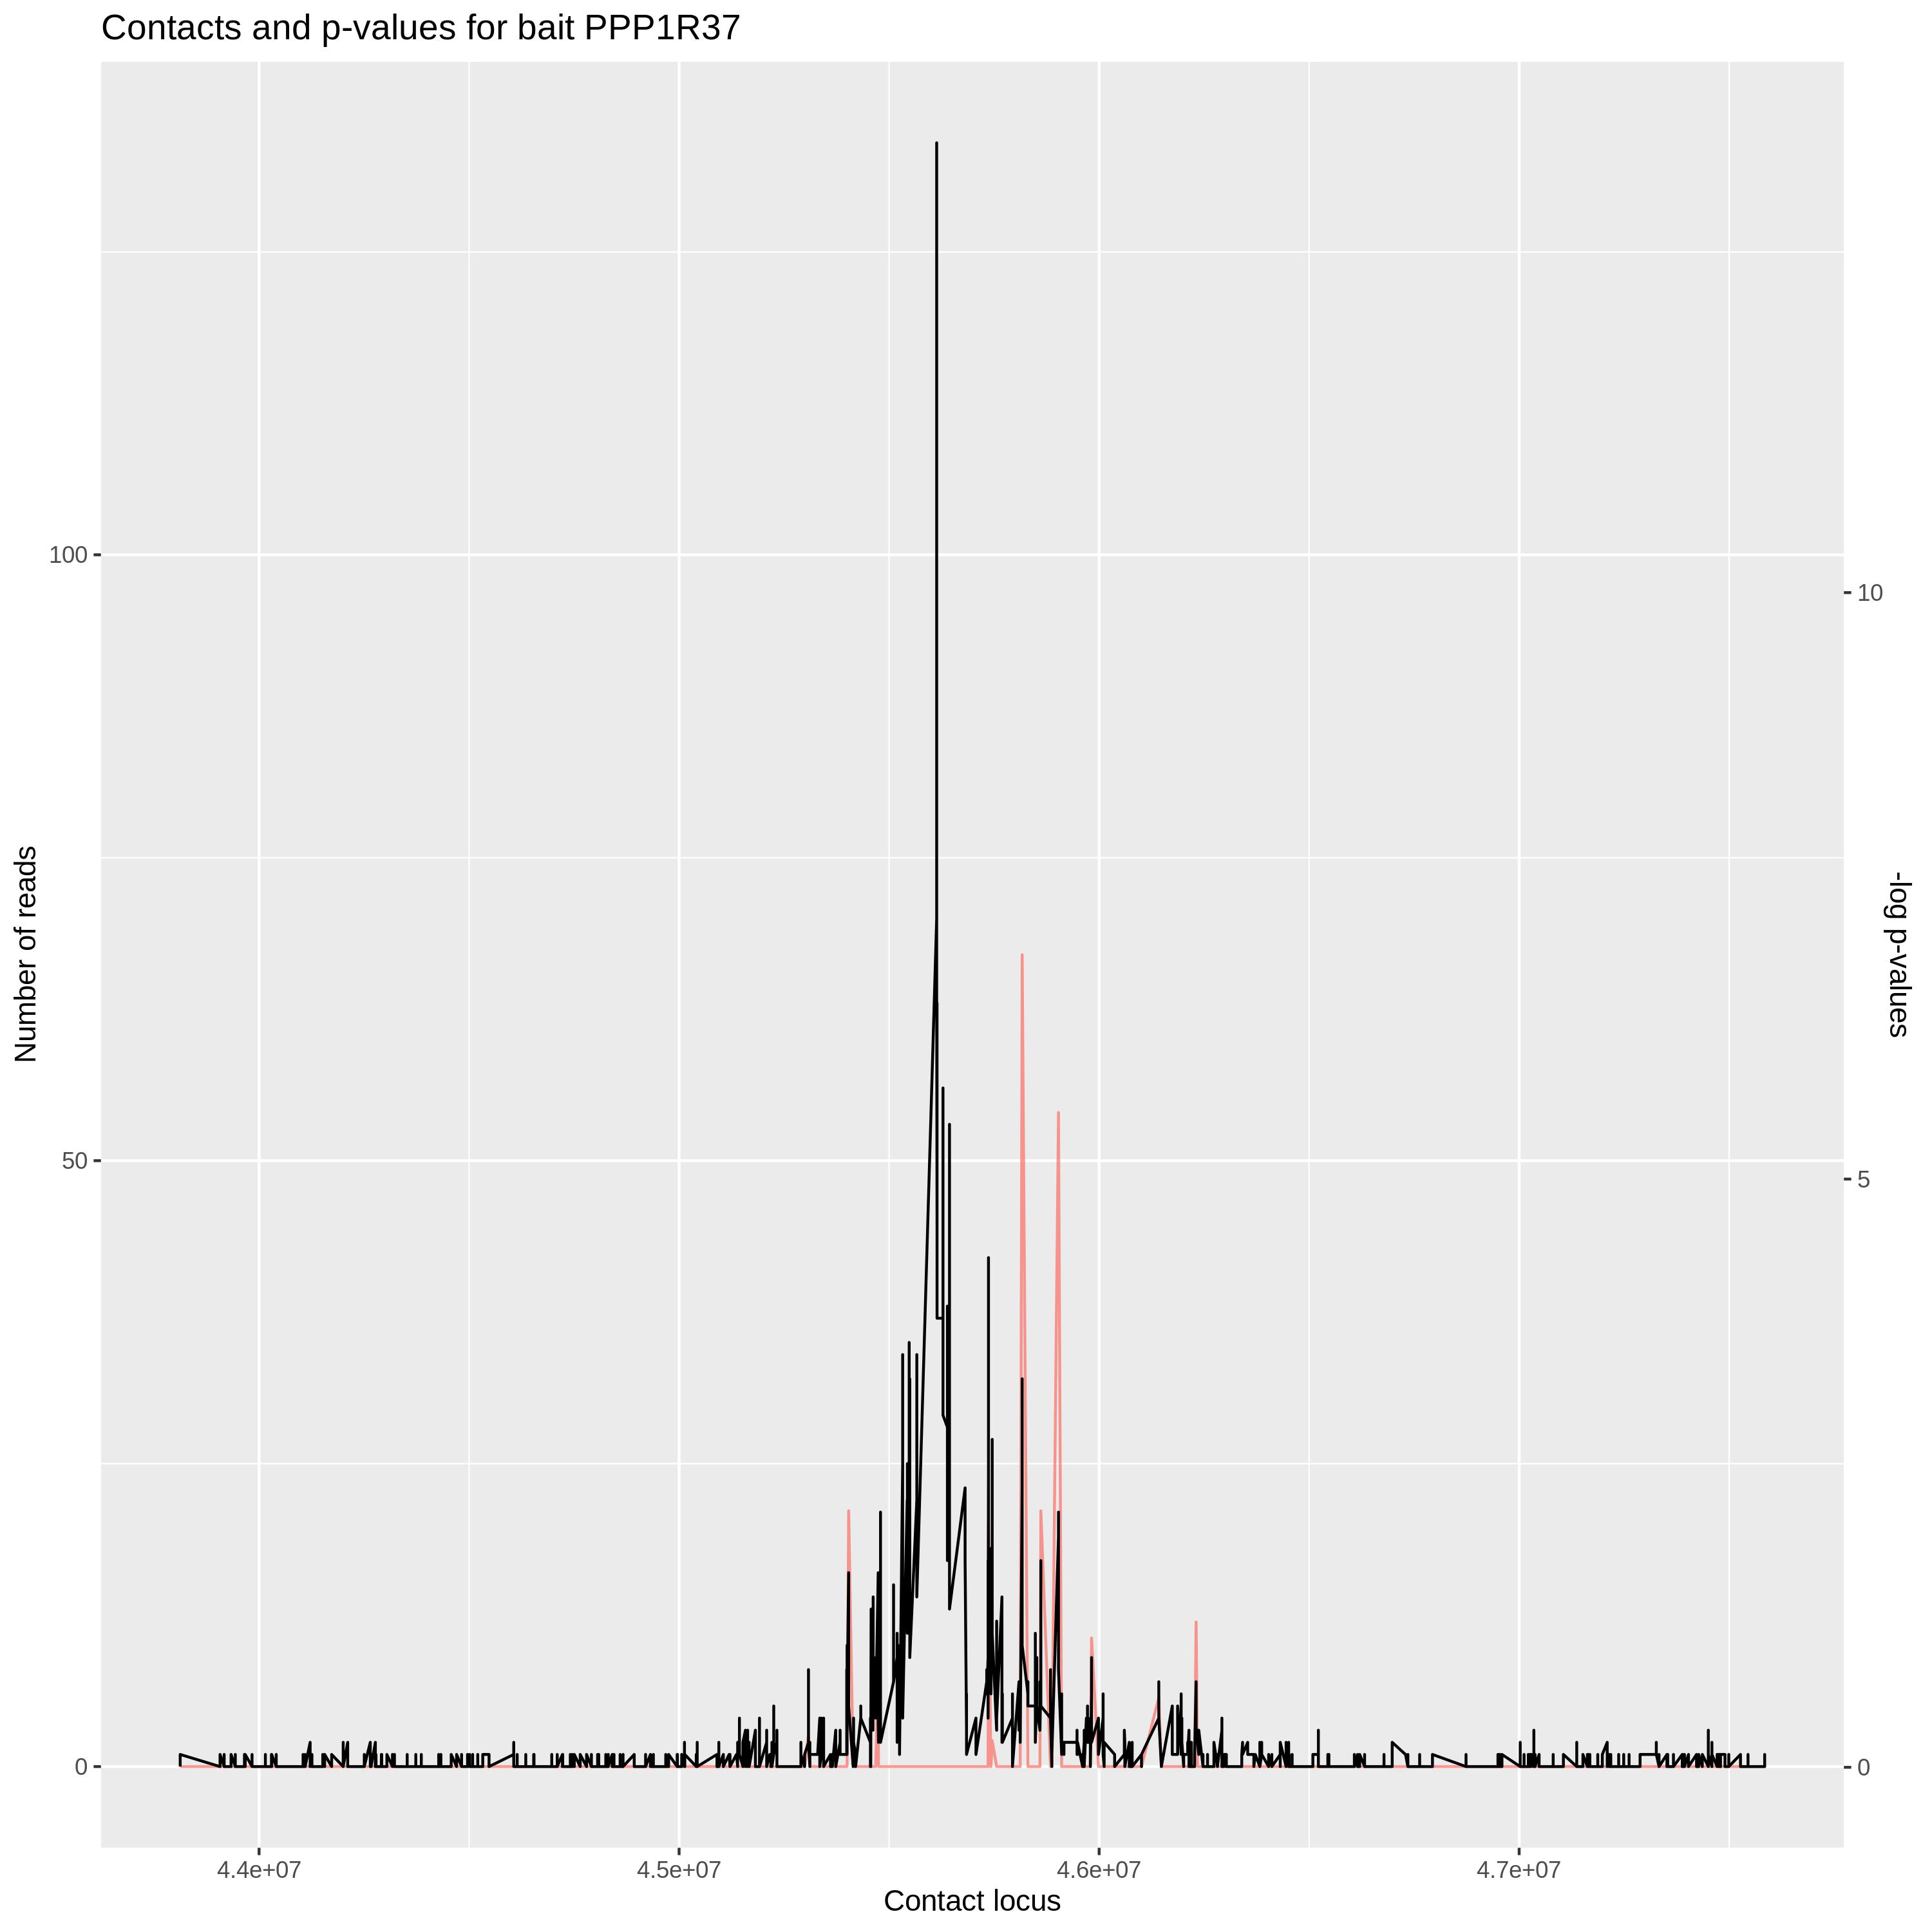 Contacts and p-values for bait PPP1R37
Number of reads
100
50
0
10
5
0
-log p-values
4.4e+07
4.5e+07
4.6e+07
4.7e+07
Contact locus